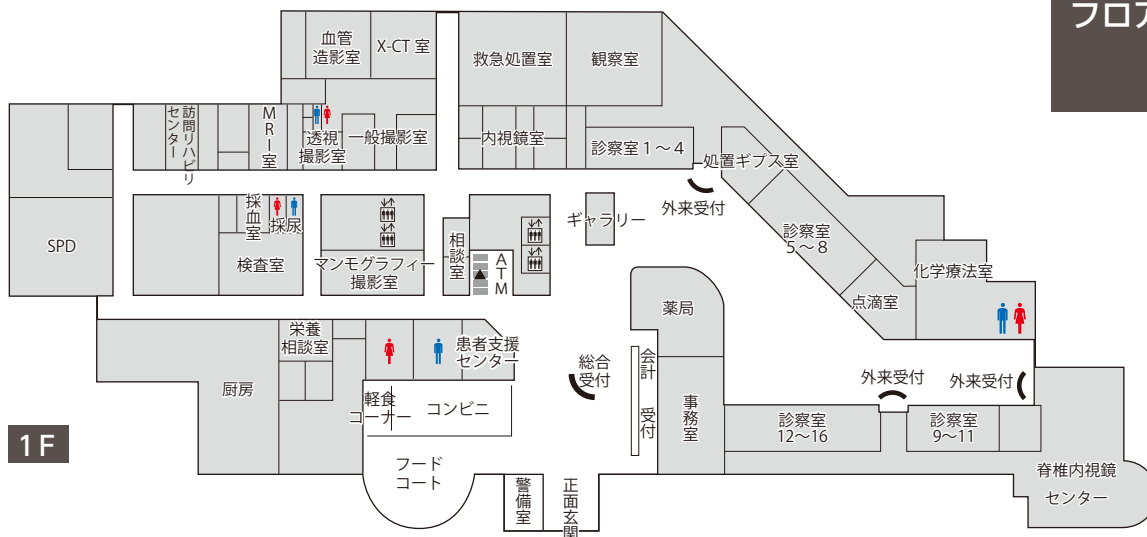 フロア
血管
造影室
X-CT 室
救急処置室
観察室
訪問リハビリ
センター
MRI室
透視
撮影室
一般撮影室
内視鏡室
診察室 1～4
処置ギプス室
外来受付
SPD
採血室
採尿
検査室
マンモグラフィー
撮影室
相談室
ATM
ギャラリー
診察室
5～8
点滴室
化学療法室
薬局
栄養
相談室
患者支援
センター
厨房
軽食
コーナー
コンビニ
フード
コート
総合
受付
会計 受付
事務室
外来受付
外来受付
診察室
12～16
診察室
9～11
脊椎内視鏡
センター
警備室
正面玄関
1F